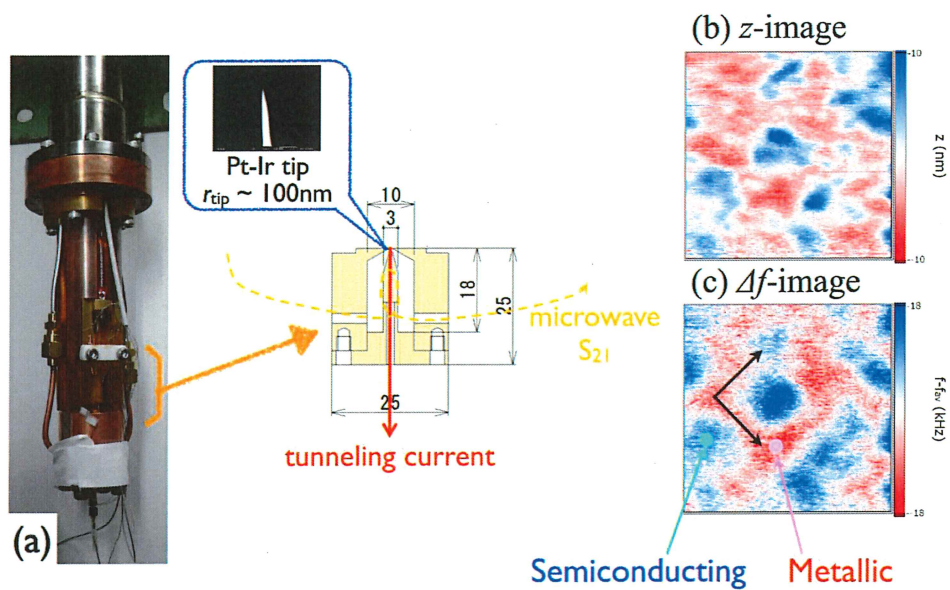 (a)
Pt-Ir tip
r_tip ~ 100nm
10
3
18
25
25
microwave
S21
tunneling current
(b) z-image
-10
z (nm)
-10
(c) Δf-image
-18
f-f_av (kHz)
-18
Semiconducting
Metallic